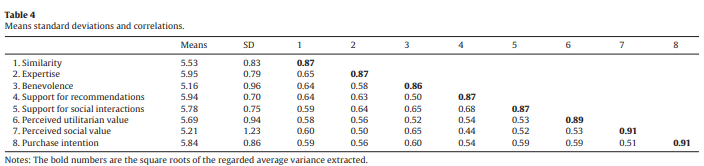 Table 4
Means standard deviations and correlations.
Means SD 1 2 3 4 5 6 7 8
1. Similarity 5.53 0.83 0.87
2. Expertise 5.95 0.79 0.65 0.87
3. Benevolence 5.16 0.96 0.64 0.58 0.86
4. Support for recommendations 5.94 0.70 0.64 0.63 0.50 0.87
5. Support for social interactions 5.78 0.75 0.59 0.64 0.65 0.68 0.87
6. Perceived utilitarian value 5.69 0.94 0.58 0.56 0.52 0.54 0.53 0.89
7. Perceived social value 5.21 1.23 0.60 0.50 0.65 0.44 0.52 0.53 0.91
8. Purchase intention 5.84 0.86 0.59 0.56 0.60 0.54 0.59 0.59 0.51 0.91
Notes: The bold numbers are the square roots of the regarded average variance extracted.